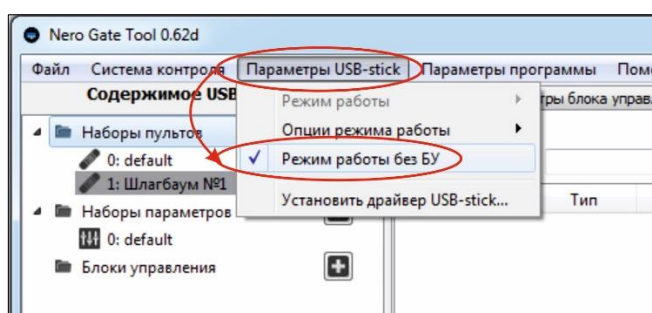 Nero Gate Tool 0.62d
Файл Система контроля Параметры USB-stick Параметры программы
Содержимое USB
Режим работы
Опции режима работы
Режим работы без БУ
Установить драйвер USB-stick...
Наборы пультов
0: default
1: Шлагбаум №1
Наборы параметров
0: default
Блоки управления
блока
Тип